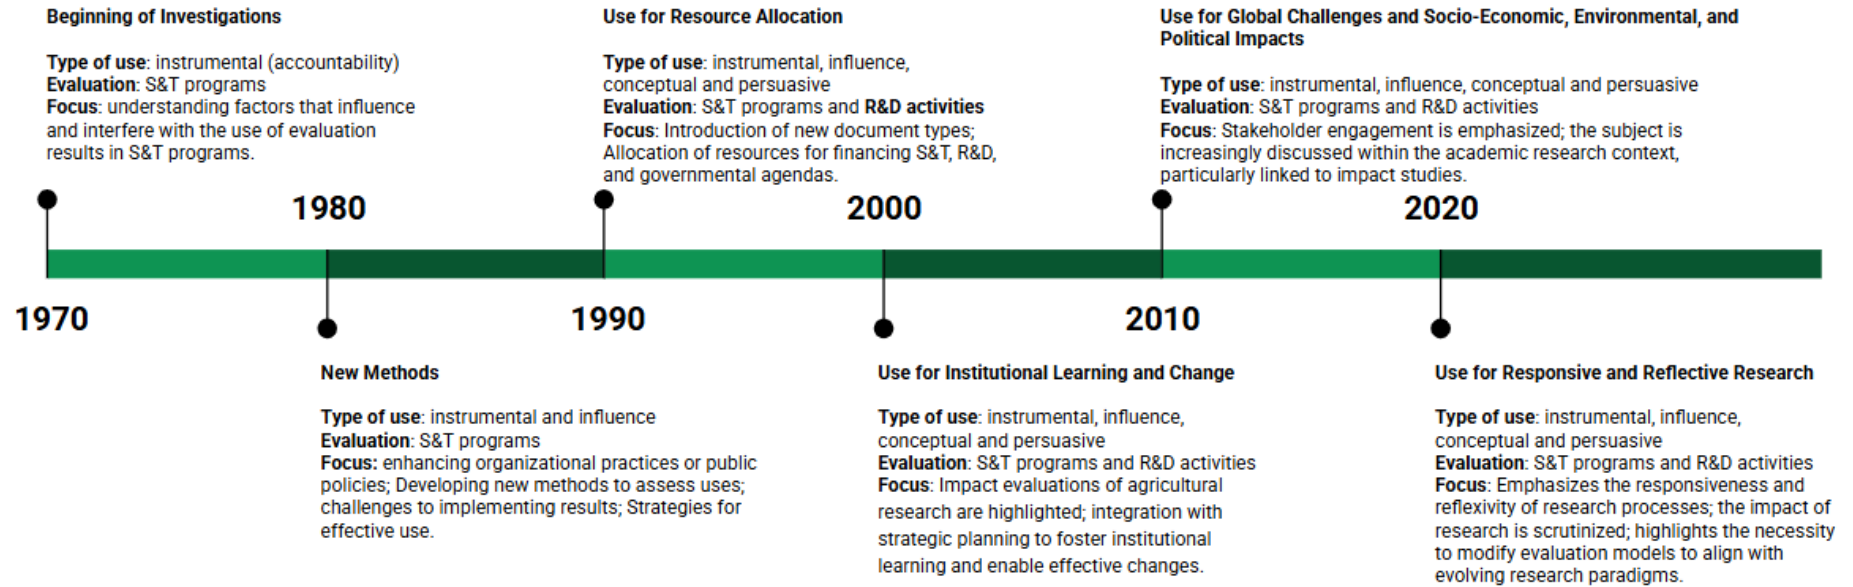 Beginning of Investigations
Type of use: instrumental (accountability)
Evaluation: S&T programs
Focus: understanding factors that influence
and interfere with the use of evaluation
results in S&T programs.
Use for Resource Allocation
Type of use: instrumental, influence,
conceptual and persuasive
Evaluation: S&T programs and R&D activities
Focus: Introduction of new document types;
Allocation of resources for financing S&T, R&D,
and governmental agendas.
Use for Global Challenges and Socio-Economic, Environmental, and
Political Impacts
Type of use: instrumental, influence, conceptual and persuasive
Evaluation: S&T programs and R&D activities
Focus: Stakeholder engagement is emphasized; the subject is
increasingly discussed within the academic research context,
particularly linked to impact studies.
1980
2000
2020
1970
1990
2010
New Methods
Type of use: instrumental and influence
Evaluation: S&T programs
Focus: enhancing organizational practices or public
policies; Developing new methods to assess uses;
challenges to implementing results; Strategies for
effective use.
Use for Institutional Learning and Change
Type of use: instrumental, influence,
conceptual and persuasive
Evaluation: S&T programs and R&D activities
Focus: Impact evaluations of agricultural
research are highlighted; integration with
strategic planning to foster institutional
learning and enable effective changes.
Use for Responsive and Reflective Research
Type of use: instrumental, influence,
conceptual and persuasive
Evaluation: S&T programs and R&D activities
Focus: Emphasizes the responsiveness and
reflexivity of research processes; the impact of
research is scrutinized; highlights the necessity
to modify evaluation models to align with
evolving research paradigms.